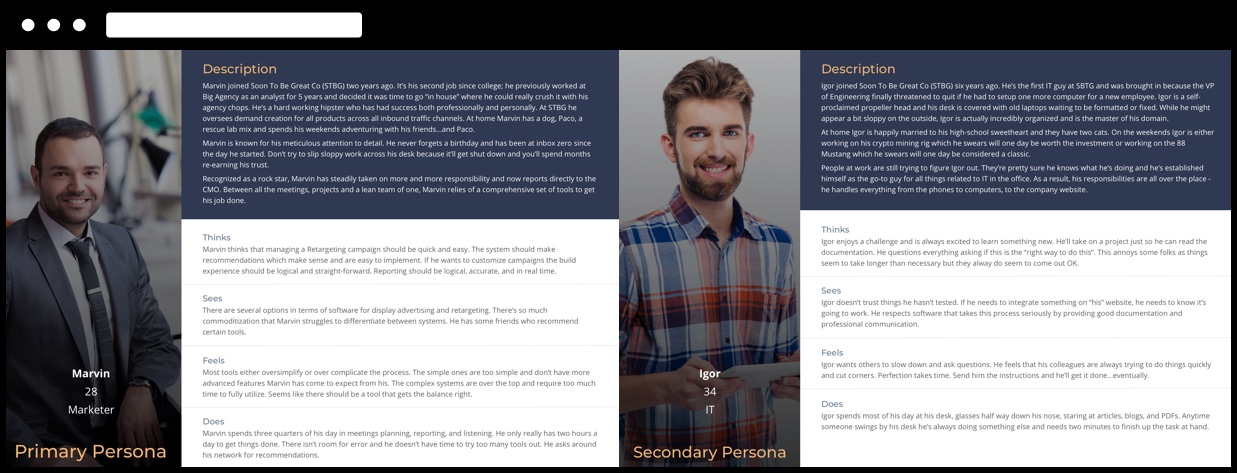 Description
Marvin joined Soon To Be Great Co (STBG) two years ago. It's his second job since college; he previously worked at
Big Agency as an analyst for 5 years and decided it was time to go "in house" where he could really crush it with his
agency chops. He's a hard working hipster who has had success both professionally and personally. At STBG he
oversees demand creation for all products across all inbound traffic channels. At home Marvin has a dog, Paco, a
rescue lab mix and spends his weekends adventuring with his friends...and Paco.
Marvin is known for his meticulous attention to detail. He never forgets a birthday and has been at inbox zero since
the day he started. Don't try to slip sloppy work across his desk because it'll get shut down and you'll spend months
re-earning his trust.
Recognized as a rock star, Marvin has steadily taken on more and more responsibility and now reports directly to the
CMO. Between all the meetings, projects and a lean team of one, Marvin relies of a comprehensive set of tools to get
his job done.
Thinks
Marvin thinks that managing a Retargeting campaign should be quick and easy. The system should make
recommendations which make sense and are easy to implement. If he wants to customize campaigns the build
experience should be logical and straight-forward. Reporting should be logical, accurate, and in real time.
Sees
There are several options in terms of software for display advertising and retargeting. There's so much
commoditization that Marvin struggles to differentiate between systems. He has some friends who recommend
certain tools.
Feels
Most tools either oversimplify or over complicate the process. The simple ones are too simple and don't have more
advanced features Marvin has come to expect from his. The complex systems are over the top and require too much
time to fully utilize. Seems like there should be a tool that gets the balance right.
Does
Marvin spends three quarters of his day in meetings planning, reporting, and listening. He only really has two hours a
day to get things done. There isn't room for error and he doesn't have time to try too many tools out. He asks around
his network for recommendations.
Marvin
28
Marketer
Primary Persona
Description
Igor joined Soon To Be Great Co (STBG) six years ago. He's the first IT guy at SBTG and was brought in because the VP
of Engineering finally threatened to quit if he had to setup one more computer for a new employee. Igor is a self-
proclaimed propeller head and his desk is covered with old laptops waiting to be formatted or fixed. While he might
appear a bit sloppy on the outside, Igor is actually incredibly organized and is the master of his domain.
At home Igor is happily married to his high-school sweetheart and they have two cats. On the weekends Igor is either
working on his crypto mining rig which he swears will one day be worth the investment or working on the 88
Mustang which he swears will one day be considered a classic.
People at work are still trying to figure Igor out. They're pretty sure he knows what he's doing and he's established
himself as the go-to guy for all things related to IT in the office. As a result, his responsibilities are all over the place -
he handles everything from the phones to computers, to the company website.
Thinks
Igor enjoys a challenge and is always excited to learn something new. He'll take on a project just so he can read the
documentation. He questions everything asking if this is the "right way to do this". This annoys some folks as things
seem to take longer than necessary but they alway do seem to come out OK.
Sees
Igor doesn't trust things he hasn't tested. If he needs to integrate something on "his" website, he needs to know it's
going to work. He respects software that takes this process seriously by providing good documentation and
professional communication.
Feels
Igor wants others to slow down and ask questions. He feels that his colleagues are always trying to do things quickly
and cut corners. Perfection takes time. Send him the instructions and he'll get it done...eventually.
Does
Igor spends most of his day at his desk, glasses half way down his nose, staring at articles, blogs, and PDFs. Anytime
someone swings by his desk he's always doing something else and needs two minutes to finish up the task at hand.
Igor
34
IT
Secondary Persona